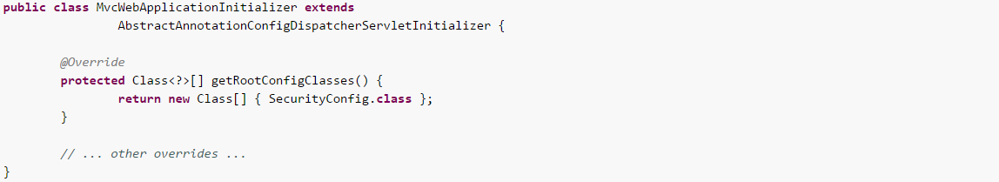 public class MvcWebApplicationInitializer extends
                AbstractAnnotationConfigDispatcherServletInitializer {

        @Override
        protected Class<?>[] getRootConfigClasses() {
                return new Class[] { SecurityConfig.class };
        }

        // ... other overrides ...
}